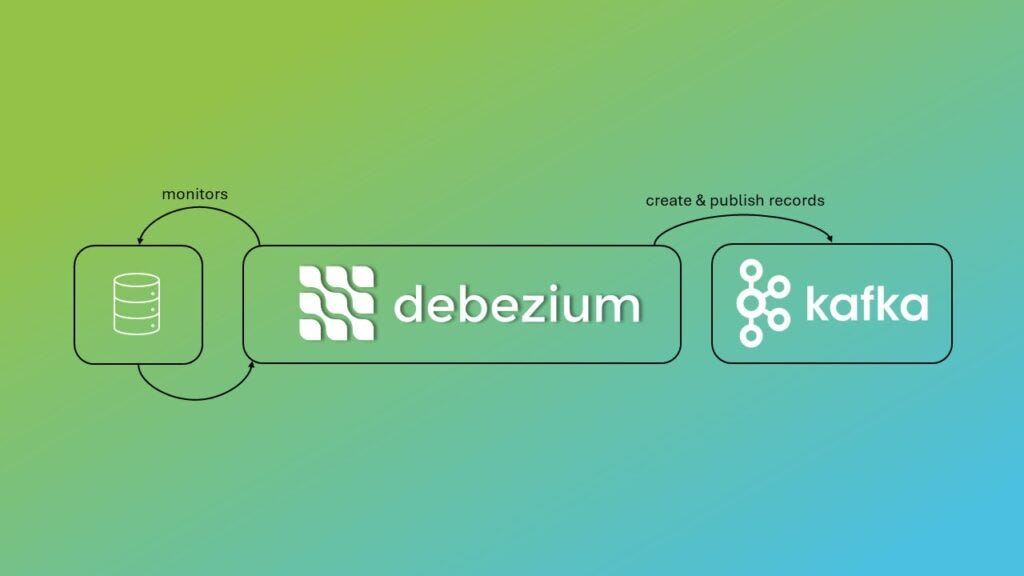 monitors
create & publish records
debezium
kafka